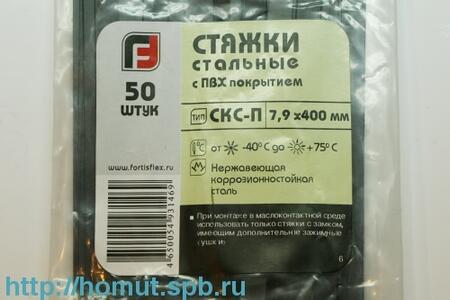 СТЯЖКИ
стальные
с ПВХ покрытием
50
штук
тип СКС-П 7,9 х400 мм
от -40°С до +75°С
www.fortisflex.ru
Нержавеющая
коррозионностойкая
сталь
4650054931469
При монтаже в маслоконтактной среде
использовать только стяжки с замком,
имеющим дополнительные зажимные
6
http://homut.spb.ru